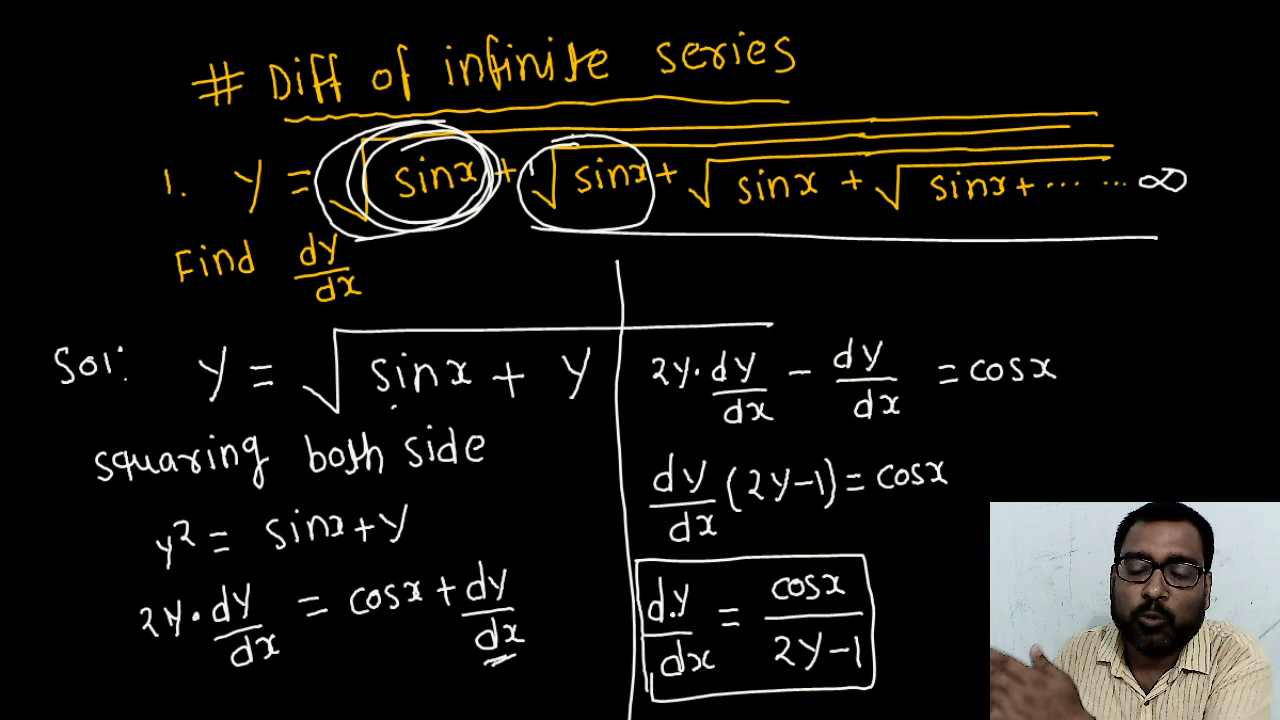 # Diff of infinite series
1. y = √(sinx + √(sinx + √(sinx + √(sinx + ... ... ∞
Find dy/dx
Sol: y = √(sinx + y)
squaring both side
y² = sinx + y
2y · dy/dx = cosx + dy/dx
2y · dy/dx − dy/dx = cosx
dy/dx (2y−1) = cosx
dy/dx = cosx/(2y−1)